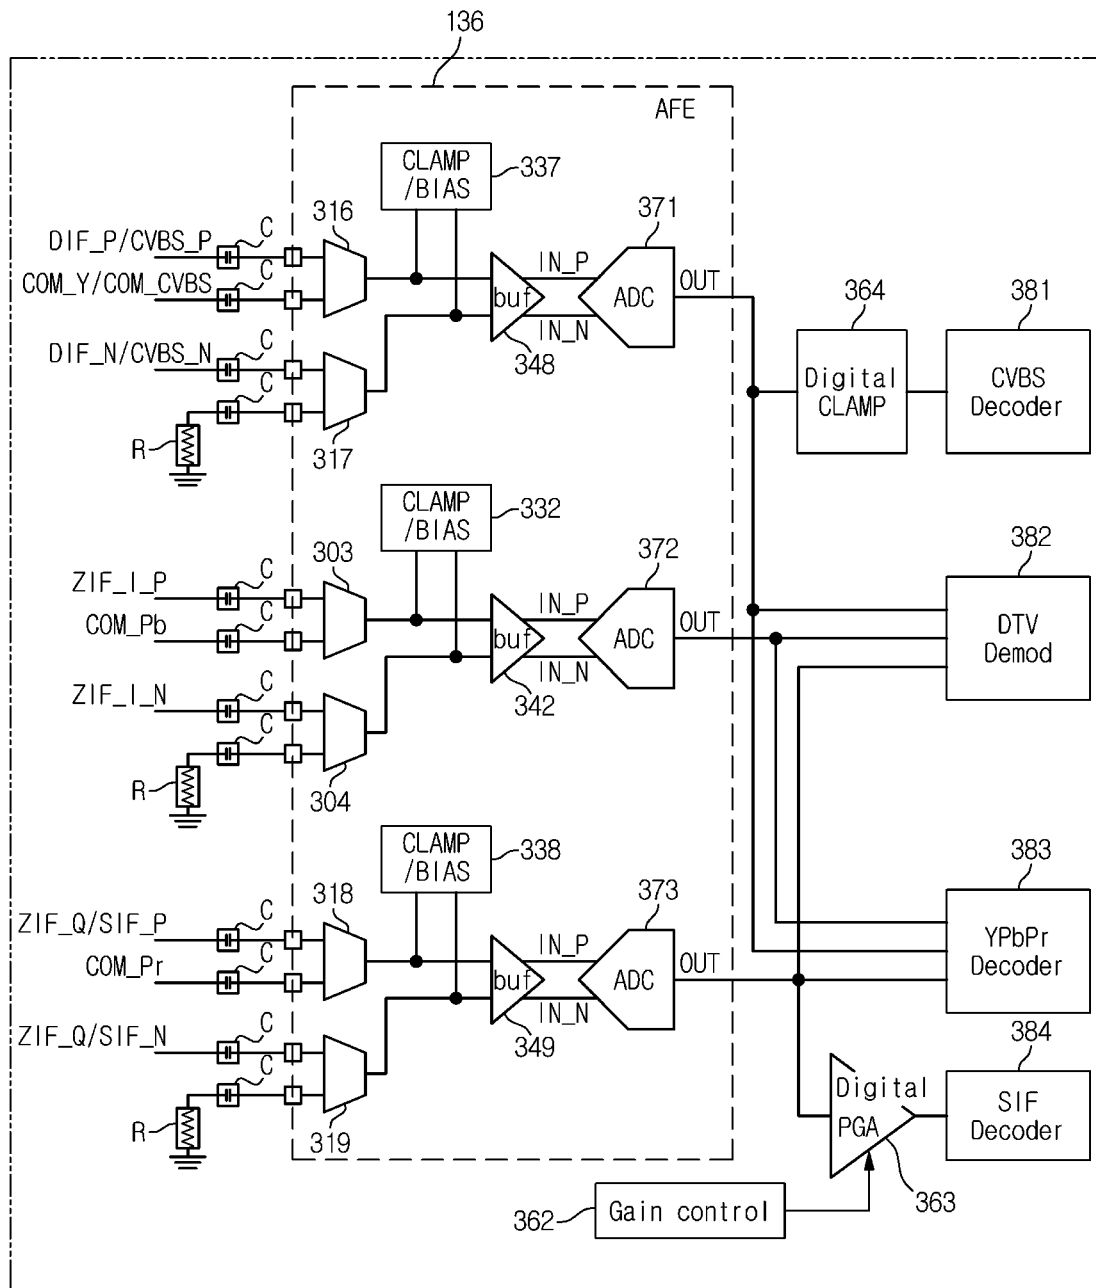 136
AFE
CLAMP
/BIAS
337
316
371
DIF_P/CVBS_P
C
COM_Y/COM_CVBS
C
IN_P
OUT
buf
ADC
IN_N
348
364
381
DIF_N/CVBS_N
C
C
Digital
CLAMP
CVBS
Decoder
R
317
CLAMP
/BIAS
332
303
372
382
ZIF_I_P
C
COM_Pb
C
IN_P
OUT
buf
ADC
IN_N
342
DTV
Demod
ZIF_I_N
C
C
R
304
CLAMP
/BIAS
338
318
373
383
ZIF_Q/SIF_P
C
COM_Pr
C
IN_P
OUT
buf
ADC
IN_N
349
YPbPr
Decoder
ZIF_Q/SIF_N
C
C
R
319
384
Digital
PGA
SIF
Decoder
363
362
Gain control